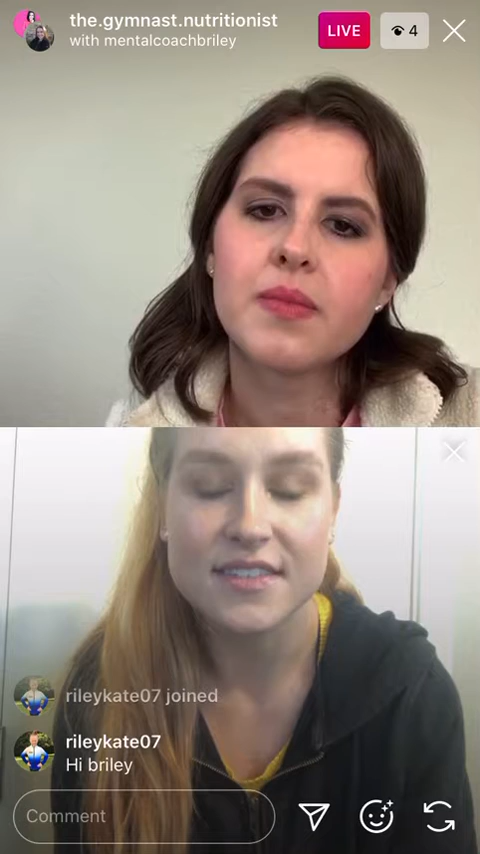 the.gymnast.nutritionist
with mentalcoachbriley
LIVE
4
rileykate07 joined
rileykate07
Hi briley
Comment